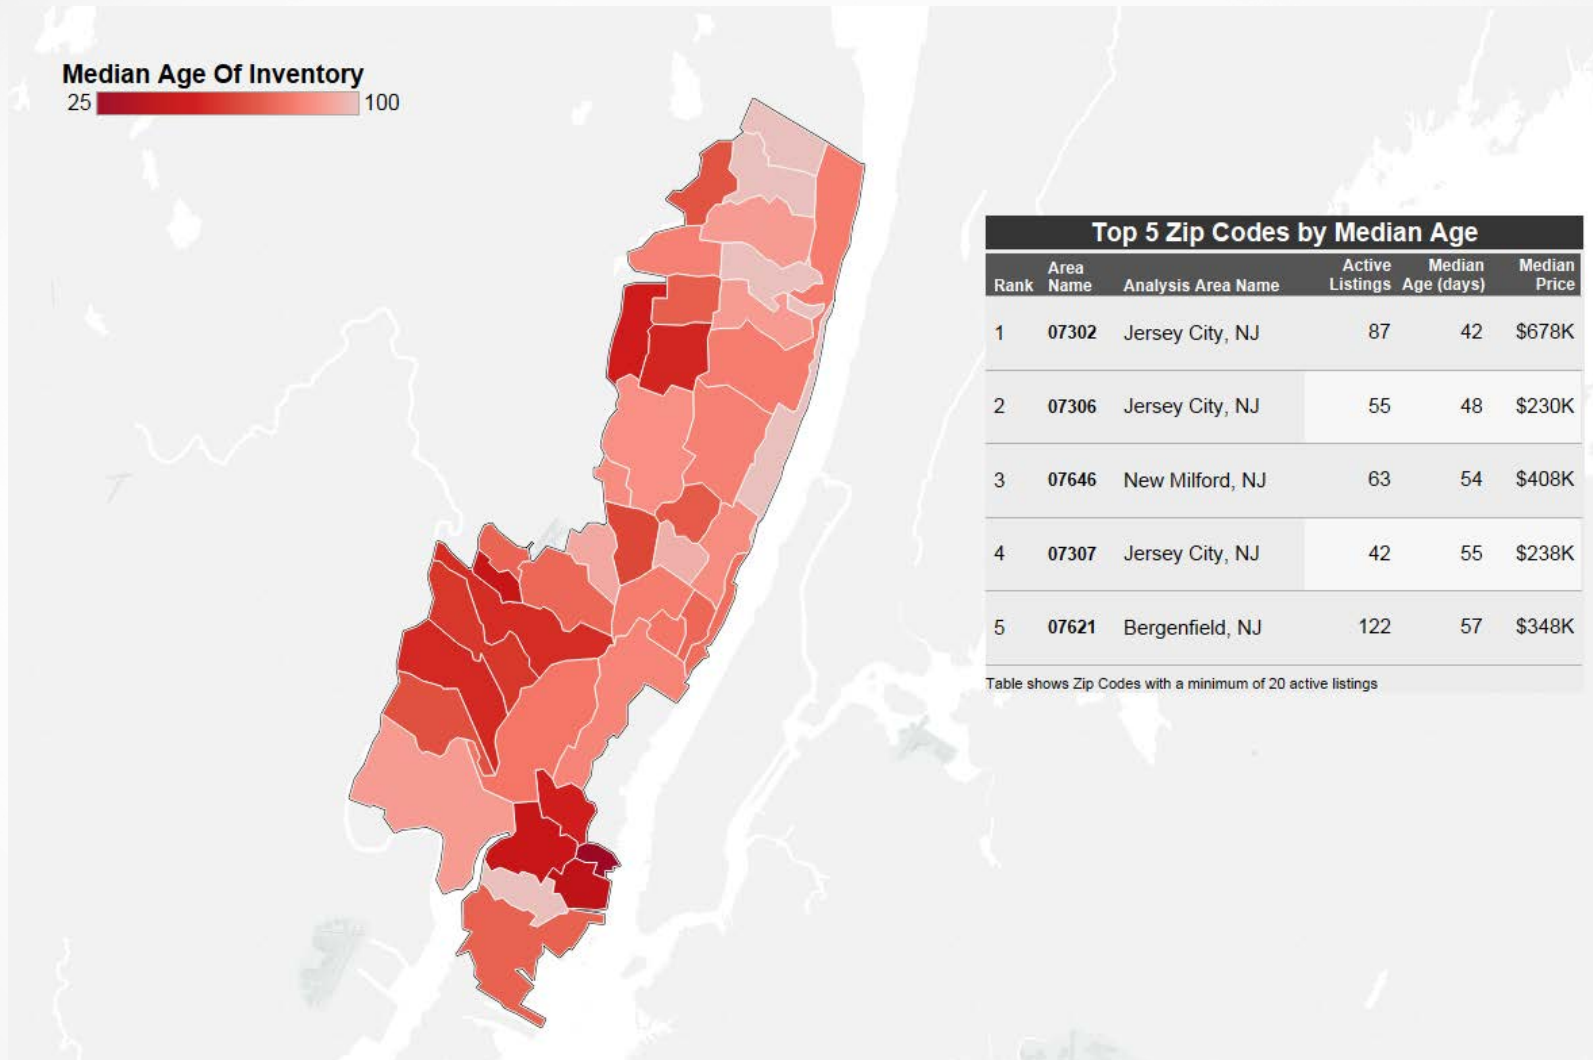 Median Age Of Inventory
25 100
Top 5 Zip Codes by Median Age
Rank Area Name Analysis Area Name Active Listings Median Age (days) Median Price
1 07302 Jersey City, NJ 87 42 $678K
2 07306 Jersey City, NJ 55 48 $230K
3 07646 New Milford, NJ 63 54 $408K
4 07307 Jersey City, NJ 42 55 $238K
5 07621 Bergenfield, NJ 122 57 $348K
Table shows Zip Codes with a minimum of 20 active listings